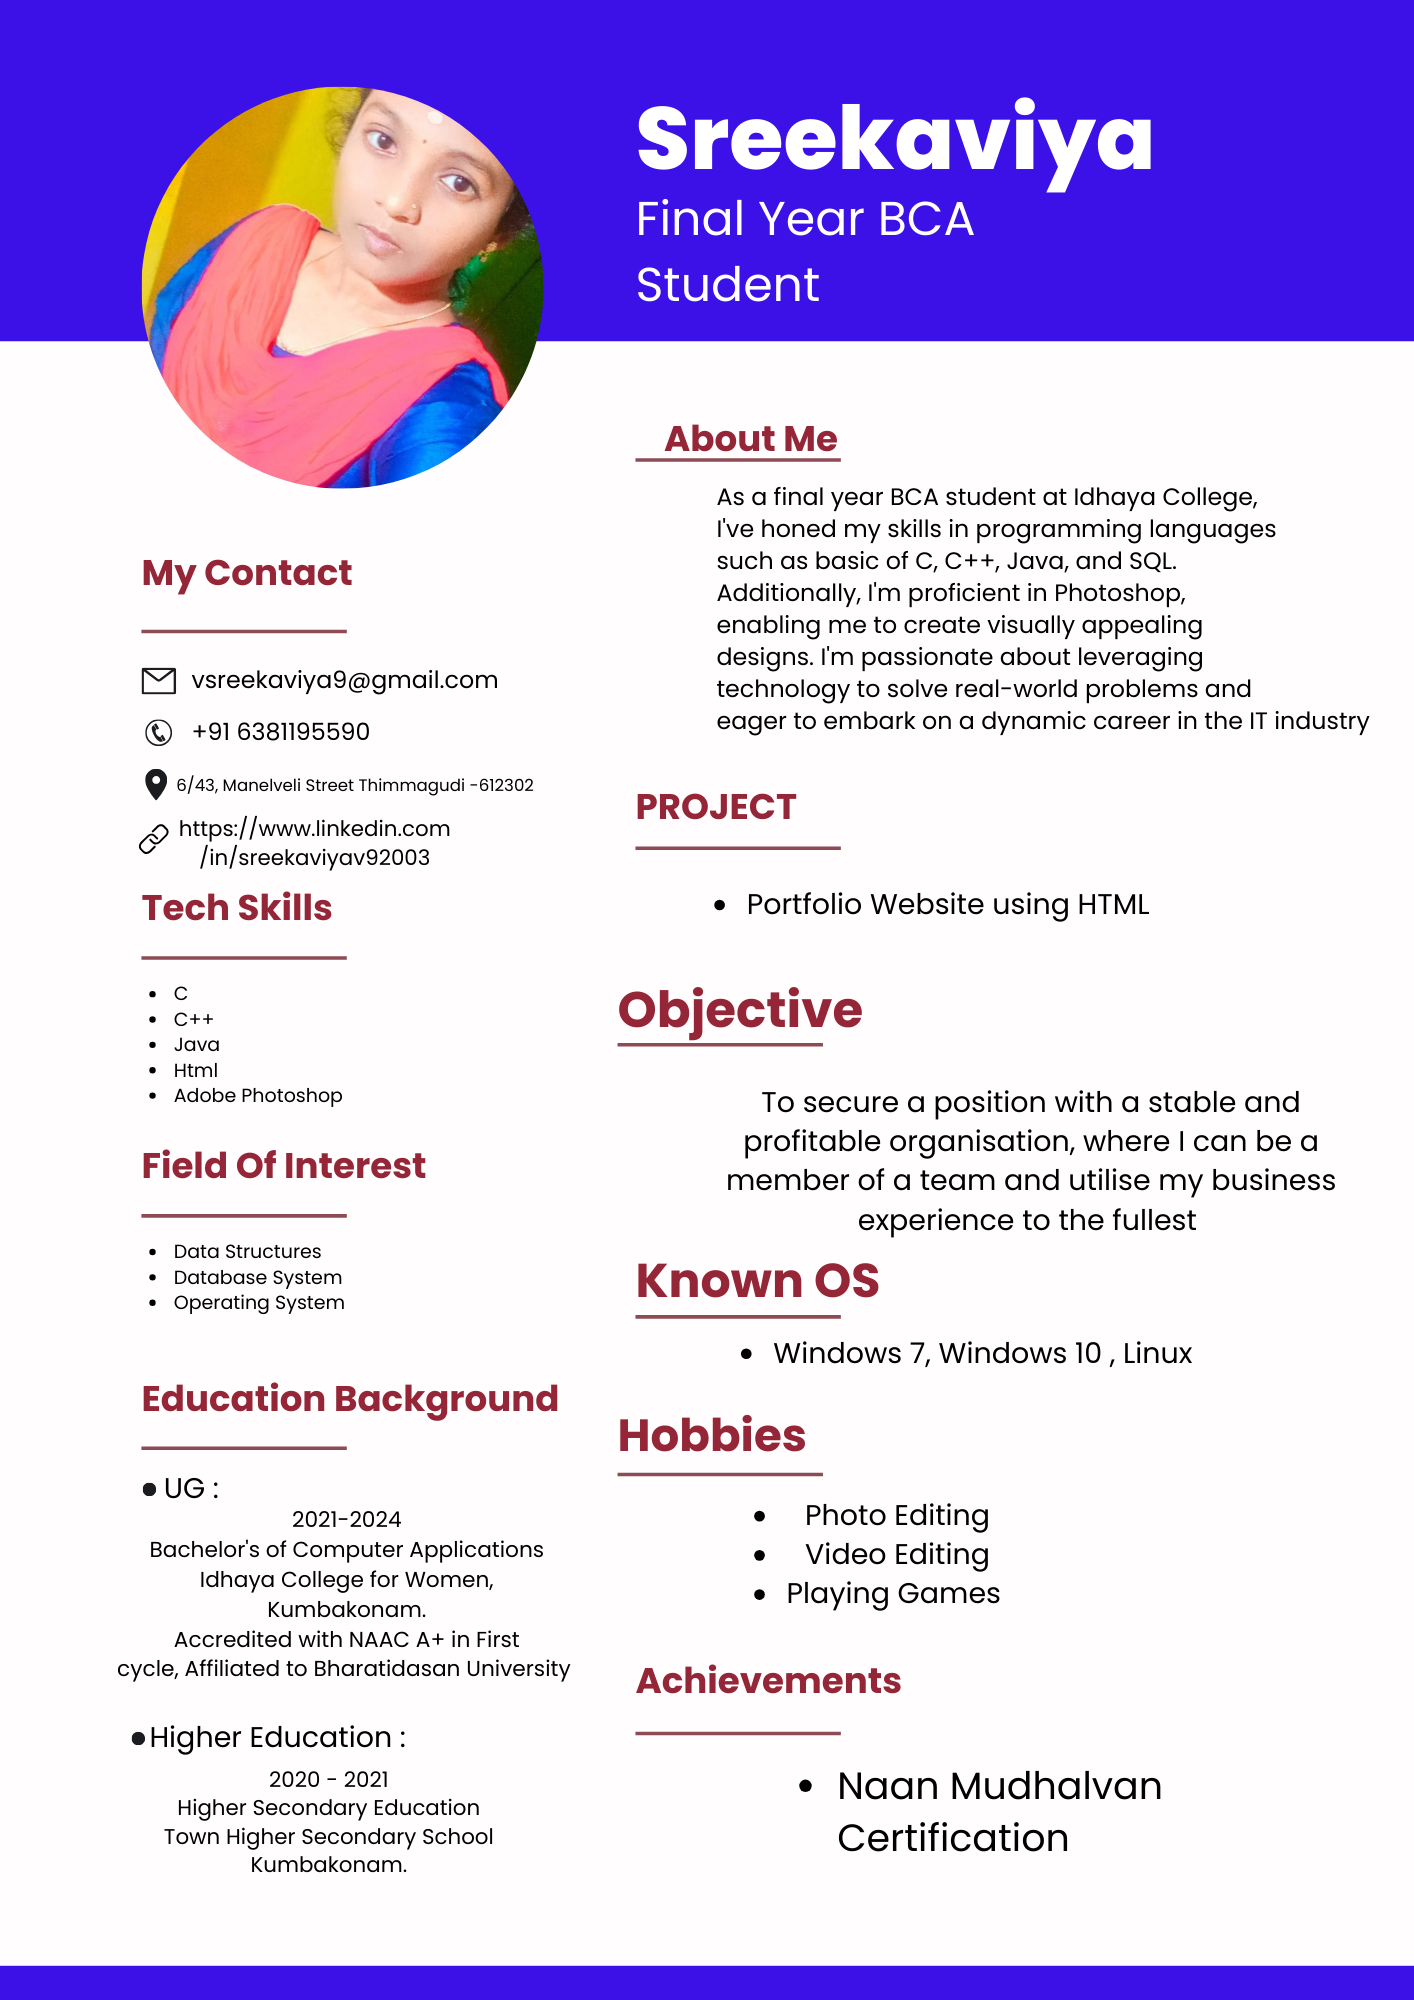 Sreekaviya
Final Year BCA
Student
My Contact
vsreekaviya9@gmail.com
+91 6381195590
6/43, Manelveli Street Thimmagudi -612302
https://www.linkedin.com
/in/sreekaviyav92003
Tech Skills
• C
• C++
• Java
• Html
• Adobe Photoshop
Field Of Interest
• Data Structures
• Database System
• Operating System
Education Background
• UG :
2021-2024
Bachelor's of Computer Applications
Idhaya College for Women,
Kumbakonam.
Accredited with NAAC A+ in First
cycle, Affiliated to Bharatidasan University
• Higher Education :
2020 - 2021
Higher Secondary Education
Town Higher Secondary School
Kumbakonam.
About Me
As a final year BCA student at Idhaya College,
I've honed my skills in programming languages
such as basic of C, C++, Java, and SQL.
Additionally, I'm proficient in Photoshop,
enabling me to create visually appealing
designs. I'm passionate about leveraging
technology to solve real-world problems and
eager to embark on a dynamic career in the IT industry
PROJECT
• Portfolio Website using HTML
Objective
To secure a position with a stable and
profitable organisation, where I can be a
member of a team and utilise my business
experience to the fullest
Known OS
• Windows 7, Windows 10 , Linux
Hobbies
• Photo Editing
• Video Editing
• Playing Games
Achievements
• Naan Mudhalvan
Certification